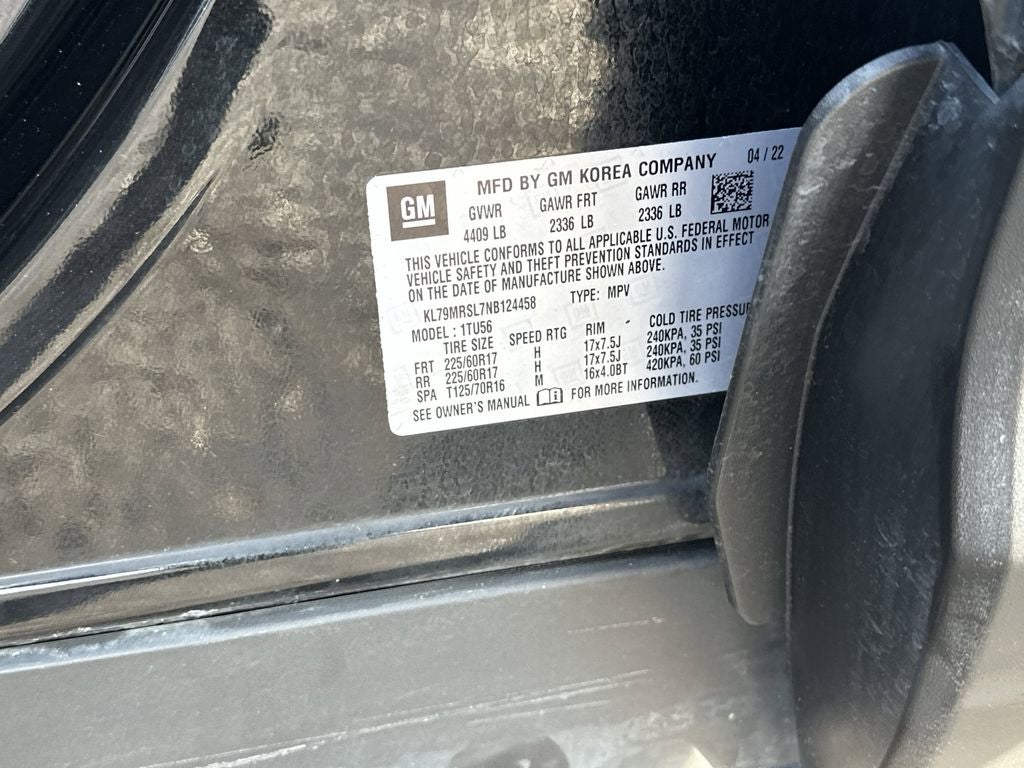 GM
MFD BY GM KOREA COMPANY 04 / 22
GVWR GAWR FRT GAWR RR
4409 LB 2336 LB 2336 LB
THIS VEHICLE CONFORMS TO ALL APPLICABLE U.S. FEDERAL MOTOR
VEHICLE SAFETY AND THEFT PREVENTION STANDARDS IN EFFECT
ON THE DATE OF MANUFACTURE SHOWN ABOVE.
KL79MRSL7NB124458 TYPE: MPV
MODEL : 1TU56
TIRE SIZE SPEED RTG RIM COLD TIRE PRESSUR
FRT 225/60R17 H 17x7.5J 240KPA, 35 PSI
RR 225/60R17 H 17x7.5J 240KPA, 35 PSI
SPA T125/70R16 M 16x4.0BT 420KPA, 60 PSI
SEE OWNER'S MANUAL FOR MORE INFORMATION.